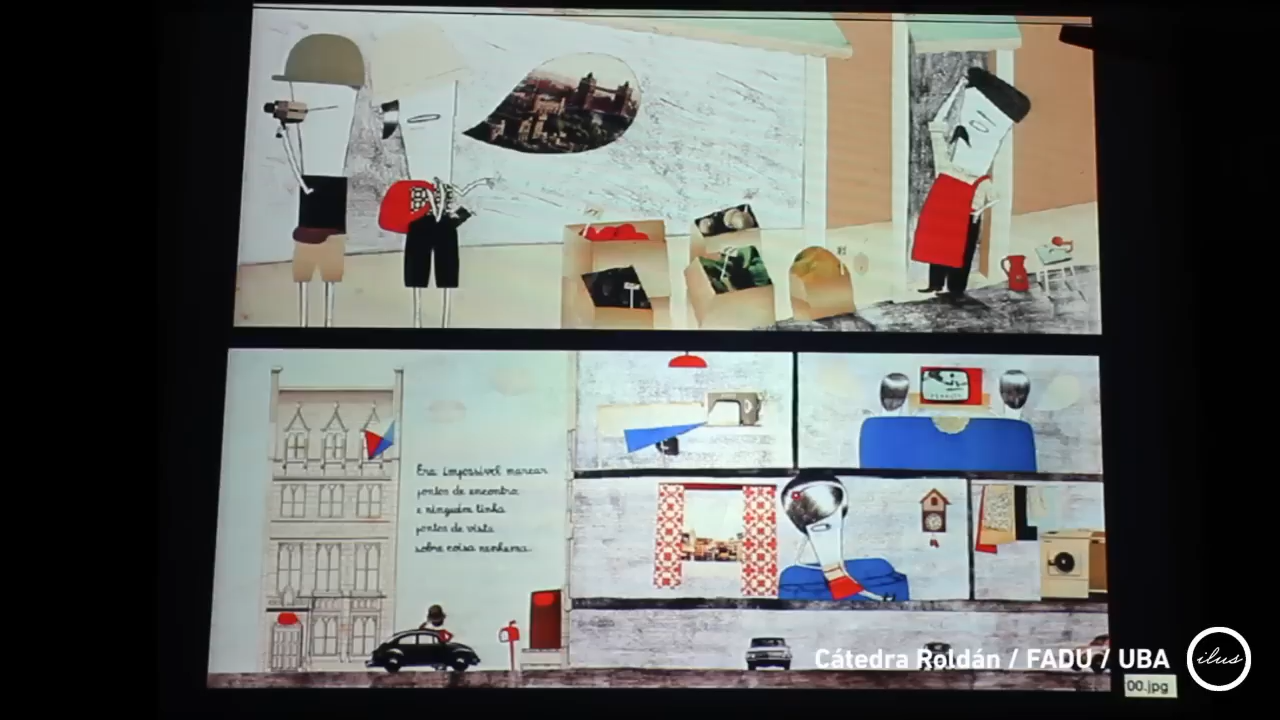 Era impossível marcar
pontos de encontro
e ninguém tinha
pontos de vista
sobre coisa nenhuma.
Cátedra Roldán / FADU / UBA
ilus
00.jpg